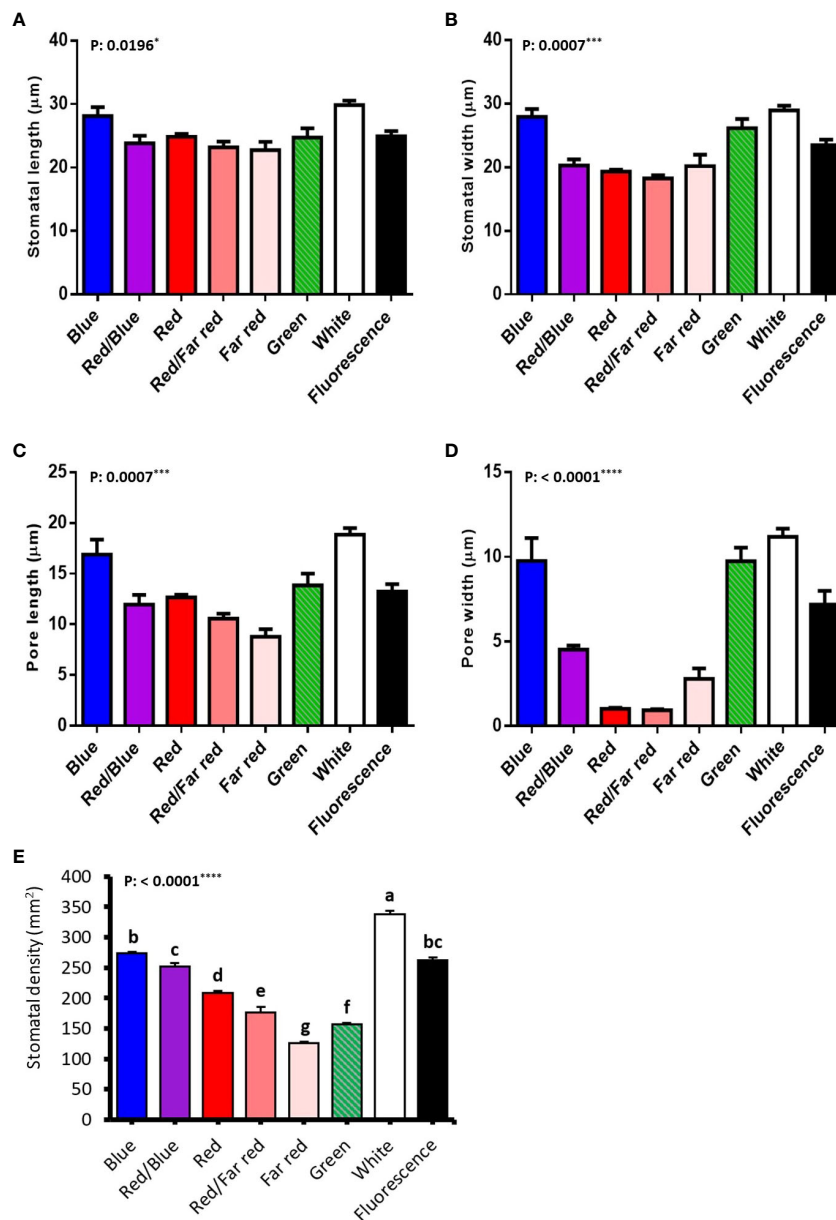 A
P: 0.0196*
Stomatal length (μm)
40
30
20
10
0
Blue
Red/Blue
Red
Red/Far red
Far red
Green
White
Fluorescence
B
P: 0.0007***
Stomatal width (μm)
40
30
20
10
0
Blue
Red/Blue
Red
Red/Far red
Far red
Green
White
Fluorescence
C
P: 0.0007***
Pore length (μm)
25
20
15
10
5
0
Blue
Red/Blue
Red
Red/Far red
Far red
Green
White
Fluorescence
D
P: < 0.0001****
Pore width (μm)
15
10
5
0
Blue
Red/Blue
Red
Red/Far red
Far red
Green
White
Fluorescence
E
P: < 0.0001****
Stomatal density (mm²)
400
350
300
250
200
150
100
50
0
b
c
d
e
g
f
a
bc
Blue
Red/Blue
Red
Red/Far red
Far red
Green
White
Fluorescence